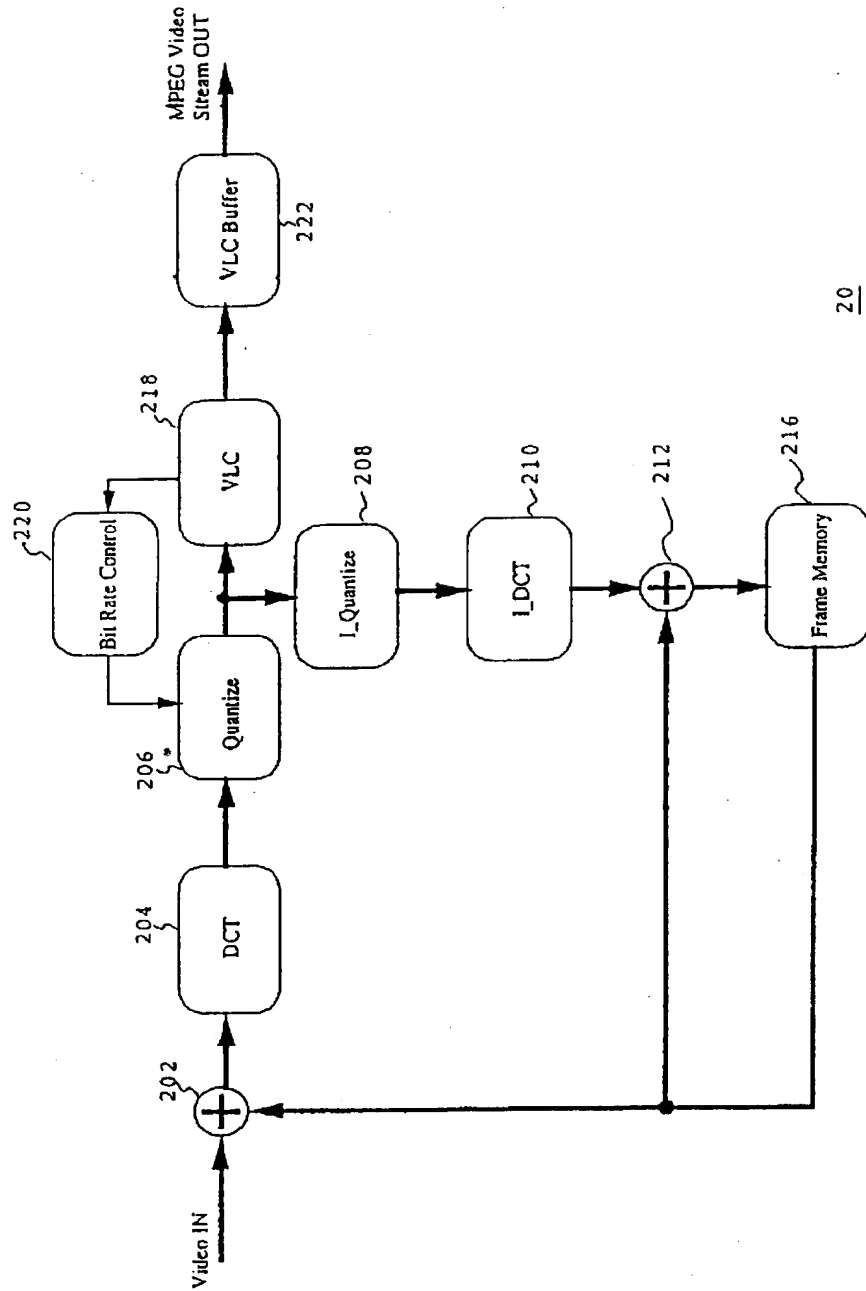 Video IN
202
204
DCT
206
Quantize
220
Bit Rate Control
218
VLC
VLC Buffer
222
MPEG Video
Stream OUT
I_Quantize
208
I_DCT
210
212
Frame Memory
216
20